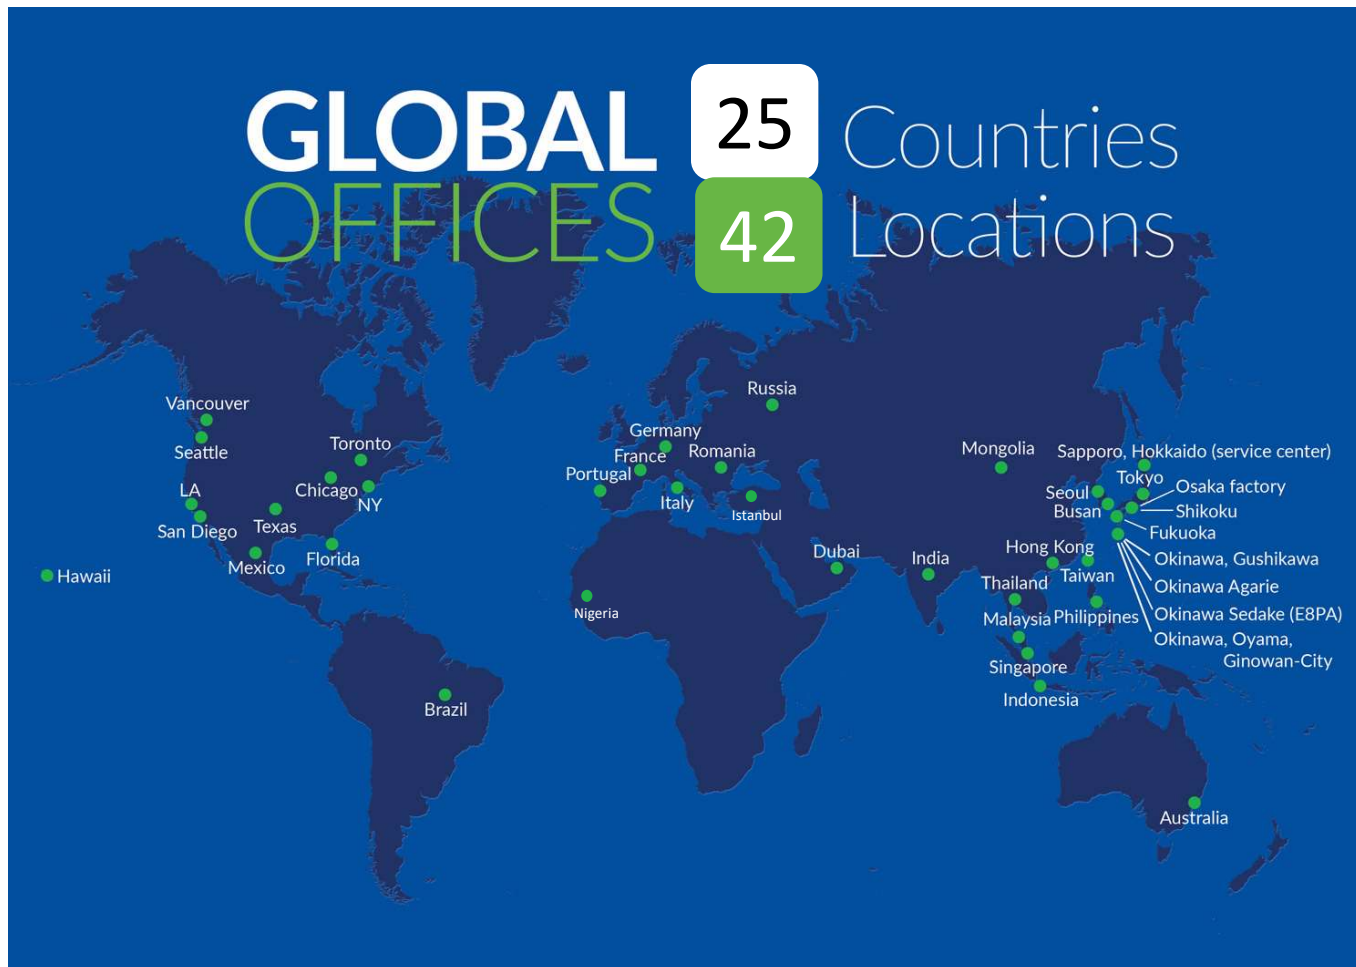 GLOBAL
OFFICES
25
Countries
42
Locations
Vancouver
Seattle
LA
San Diego
Hawaii
Toronto
Chicago
NY
Texas
Mexico
Florida
Brazil
Russia
Germany
France
Romania
Portugal
Italy
Istanbul
Nigeria
Dubai
India
Mongolia
Sapporo, Hokkaido (service center)
Tokyo
Osaka factory
Seoul
Busan
Shikoku
Fukuoka
Hong Kong
Taiwan
Okinawa, Gushikawa
Okinawa Agarie
Okinawa Sedake (E8PA)
Okinawa, Oyama,
Ginowan-City
Thailand
Malaysia
Philippines
Singapore
Indonesia
Australia